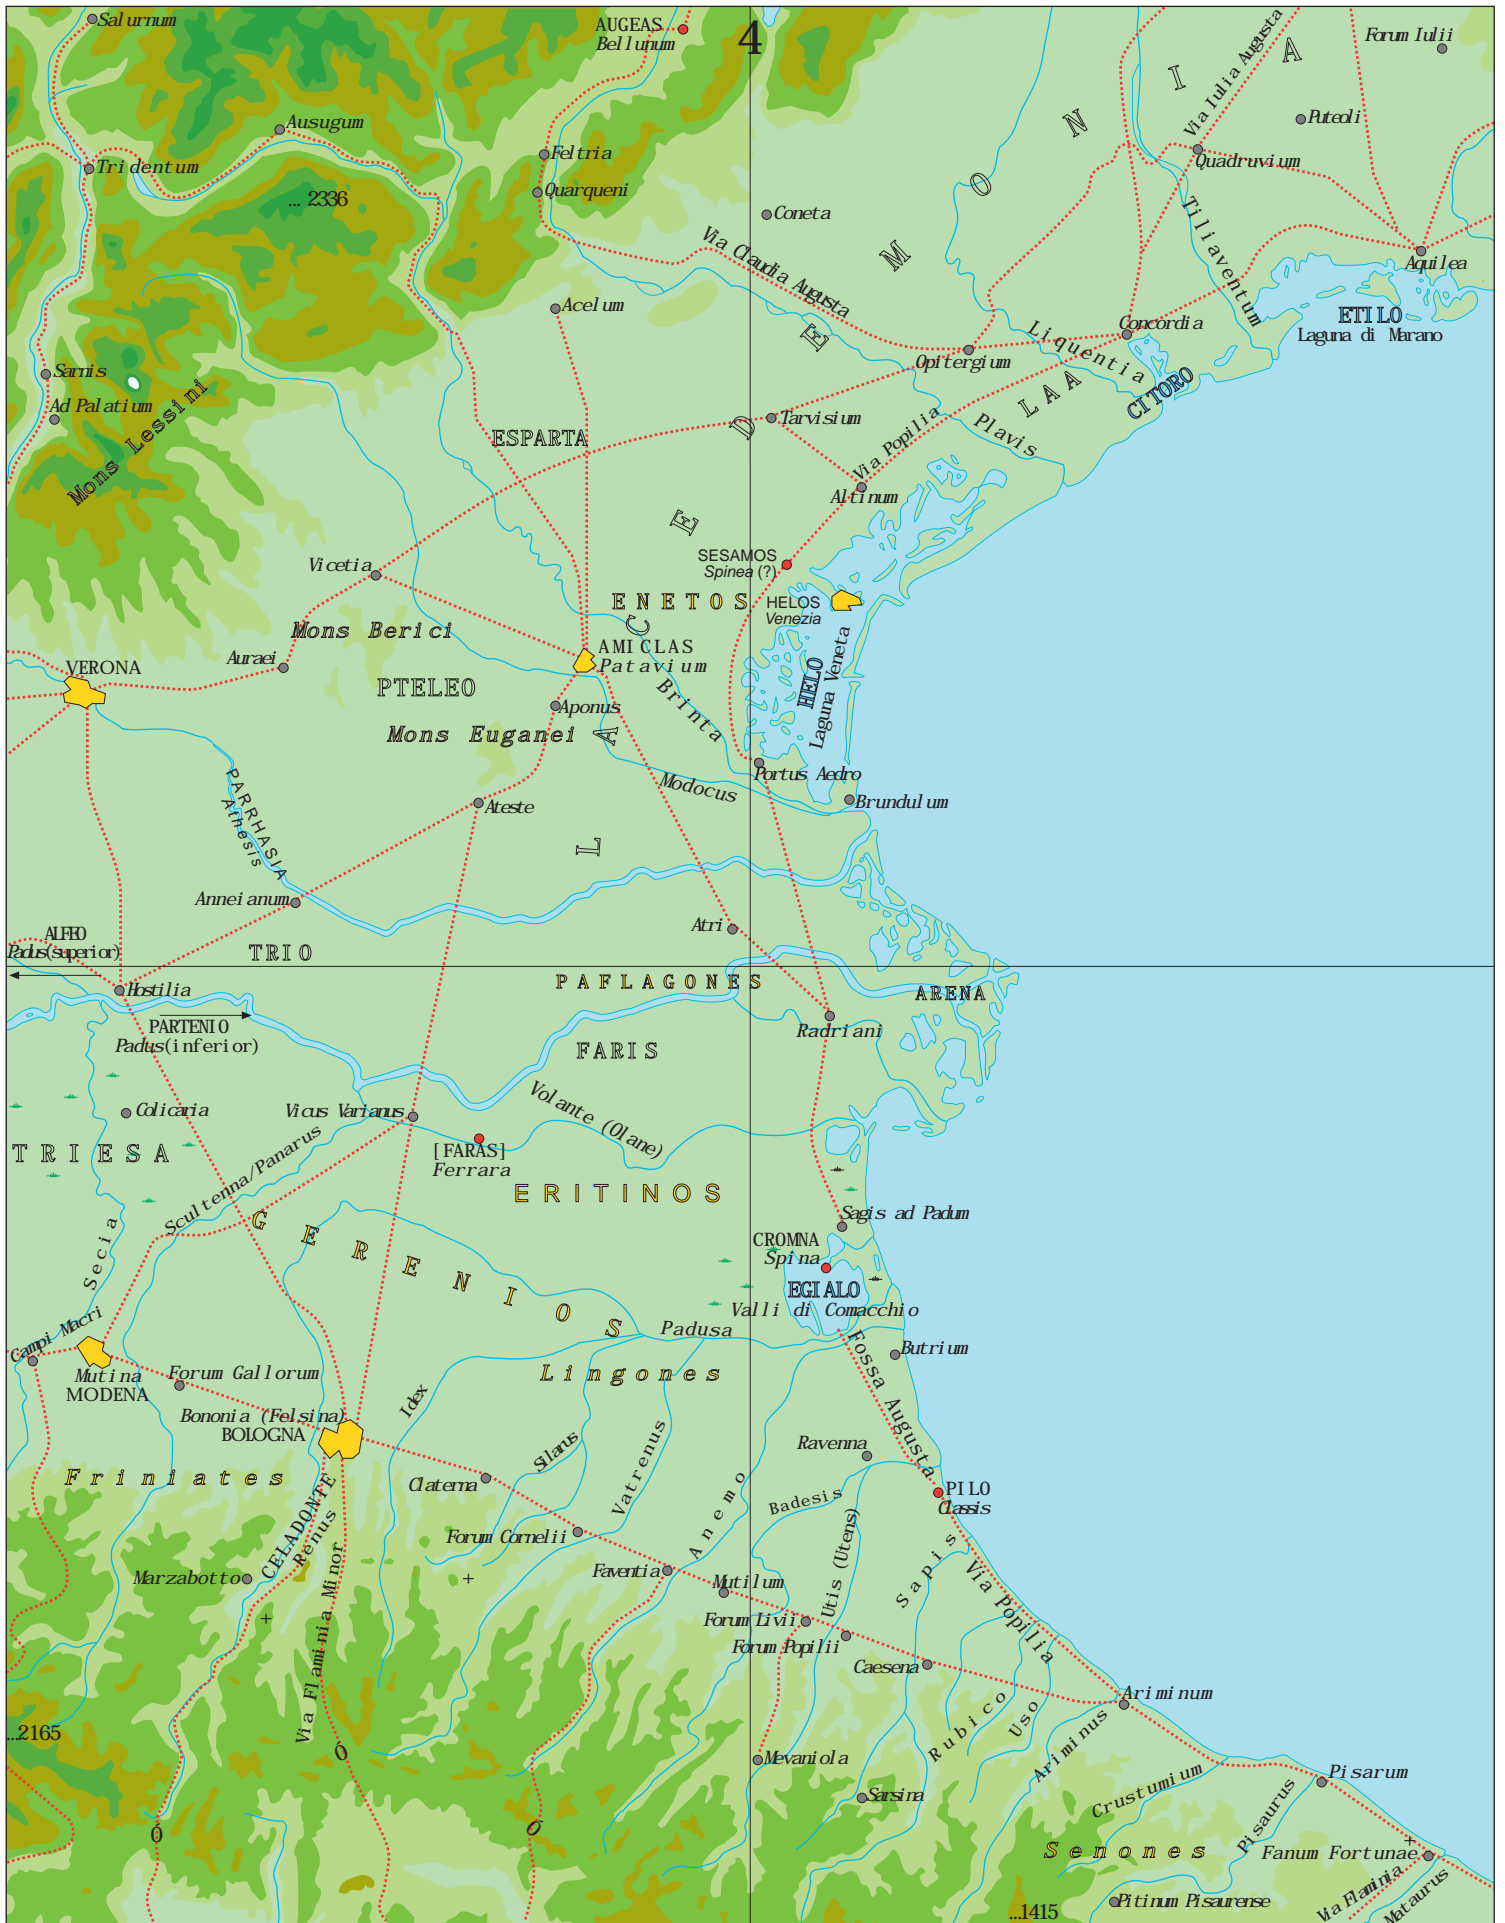 Salurnum
AUGEAS
Bellunum
4
Forum Iulii
Via Iulia Augusta
Ausugum
Puteoli
Feltria
Quadruvium
Tridentum
Quarqueni
... 2336
Coneta
Tiliaventum
Via Claudia Augusta
Aquilea
Acelum
ETILO
Laguna di Marano
Concordia
Liquentia
Opitergium
Sarnis
Ad Palatium
Mons Lessini
LAA
CITORO
Tarvisium
ESPARTA
Via Popilia
Plavis
Altinum
LACEDEMONIA
SESAMOS
Spinea (?)
Vicetia
ENETOS
HELOS
Venezia
Mons Berici
AMICLAS
Patavium
Auraei
VERONA
PTELEO
HELO
Laguna Veneta
Brinta
Aponus
Mons Euganei
Portus Aedro
Modocus
Brundulum
PARRHASIA
Athesis
Ateste
Anneianum
Atri
ALFEO
Padus(superior)
TRIO
PAFLAGONES
ARENA
Hostilia
Radriani
PARTENIO
Padus(inferior)
FARIS
Colicaria
Vicus Varianus
Volante (Olane)
[FARAS]
Ferrara
TRIESA
Scultenna/Panarus
ERITINOS
Secia
GERENIOS
Sagis ad Padum
CROMNA
Spina
EGIALO
Valli di Comacchio
Padusa
Campi Macri
Butrium
Mutina
MODENA
Forum Gallorum
Lingones
Fossa Augusta
Idex
Bononia (Felsina)
BOLOGNA
Silarus
Vatrenus
Ravenna
Friniates
Claterna
Anemo
Badesis
PILO
Classis
CELADONTE
Renus
Forum Cornelii
Utis (Utens)
Sapis
Marzabotto
Faventia
Mutilum
Via Popilia
Via Flaminia Minor
Forum Livii
Forum Popilii
Caesena
Ariminum
...2165
Rubico
Uso
Ariminus
Mevaniola
Pisarum
Sarsina
Crustumium
Pisaurus
Senones
Fanum Fortunae
Via Flaminia
Mataurus
Pitinum Pisaurense
...1415